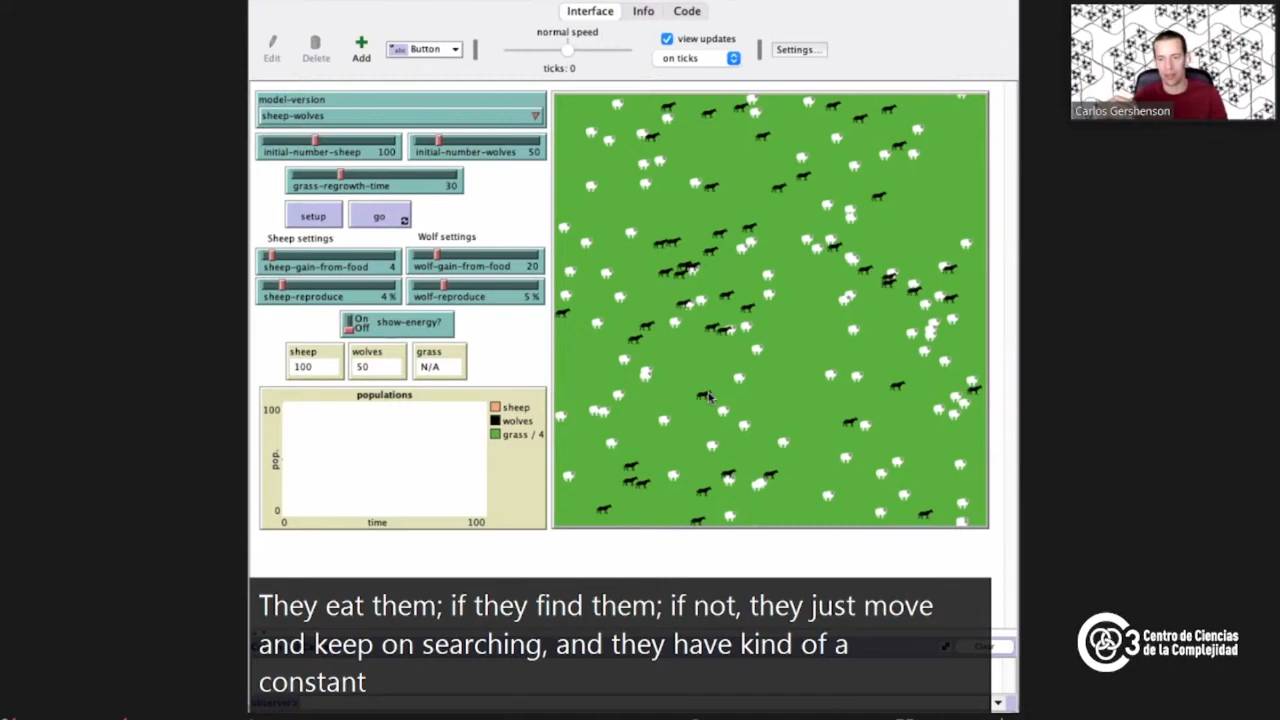 Interface Info Code
normal speed
view updates
Edit
Delete
Add
abc Button
on ticks
Settings...
ticks: 0
Carlos Gershenson
model-version
sheep-wolves
initial-number-sheep 100
initial-number-wolves 50
grass-regrowth-time 30
setup
go
Sheep settings
Wolf settings
sheep-gain-from-food 4
wolf-gain-from-food 20
sheep-reproduce 4 %
wolf-reproduce 5 %
On
Off
show-energy?
sheep
100
wolves
50
grass
N/A
populations
100
pop.
0
0
time
100
sheep
wolves
grass / 4
They eat them; if they find them; if not, they just move
and keep on searching, and they have kind of a
constant
Clear
observer>
3 Centro de Ciencias
de la Complejidad